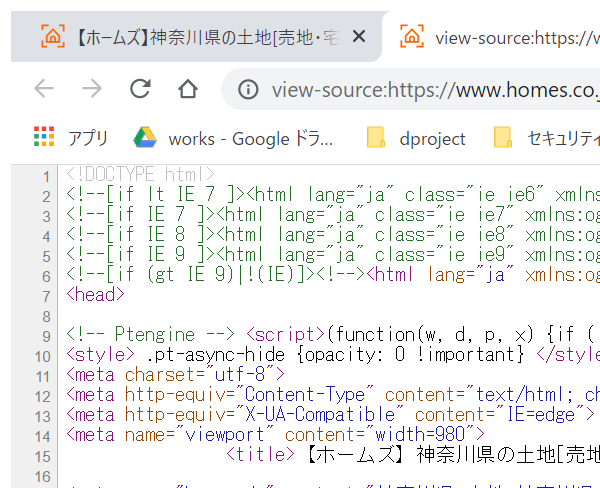 【ホームズ】神奈川県の土地[売地・宅
view-source:https://w
view-source:https://www.homes.co.j
アプリ works - Google ドラ... dproject セキュリティ
1 <!DOCTYPE html>
2 <!--[if lt IE 7 ]><html lang="ja" class="ie ie6" xmlns
3 <!--[if IE 7 ]><html lang="ja" class="ie ie7" xmlns:og
4 <!--[if IE 8 ]><html lang="ja" class="ie ie8" xmlns:og
5 <!--[if IE 9 ]><html lang="ja" class="ie ie9" xmlns:og
6 <!--[if (gt IE 9)|!(IE)]><!--><html lang="ja" xmlns:og
7 <head>
8
9 <!-- Ptengine --> <script>(function(w, d, p, x) {if (
10 <style> .pt-async-hide {opacity: 0 !important} </style
11 <meta charset="utf-8">
12 <meta http-equiv="Content-Type" content="text/html; ch
13 <meta http-equiv="X-UA-Compatible" content="IE=edge">
14 <meta name="viewport" content="width=980">
15 <title>【ホームズ】神奈川県の土地[売地
16